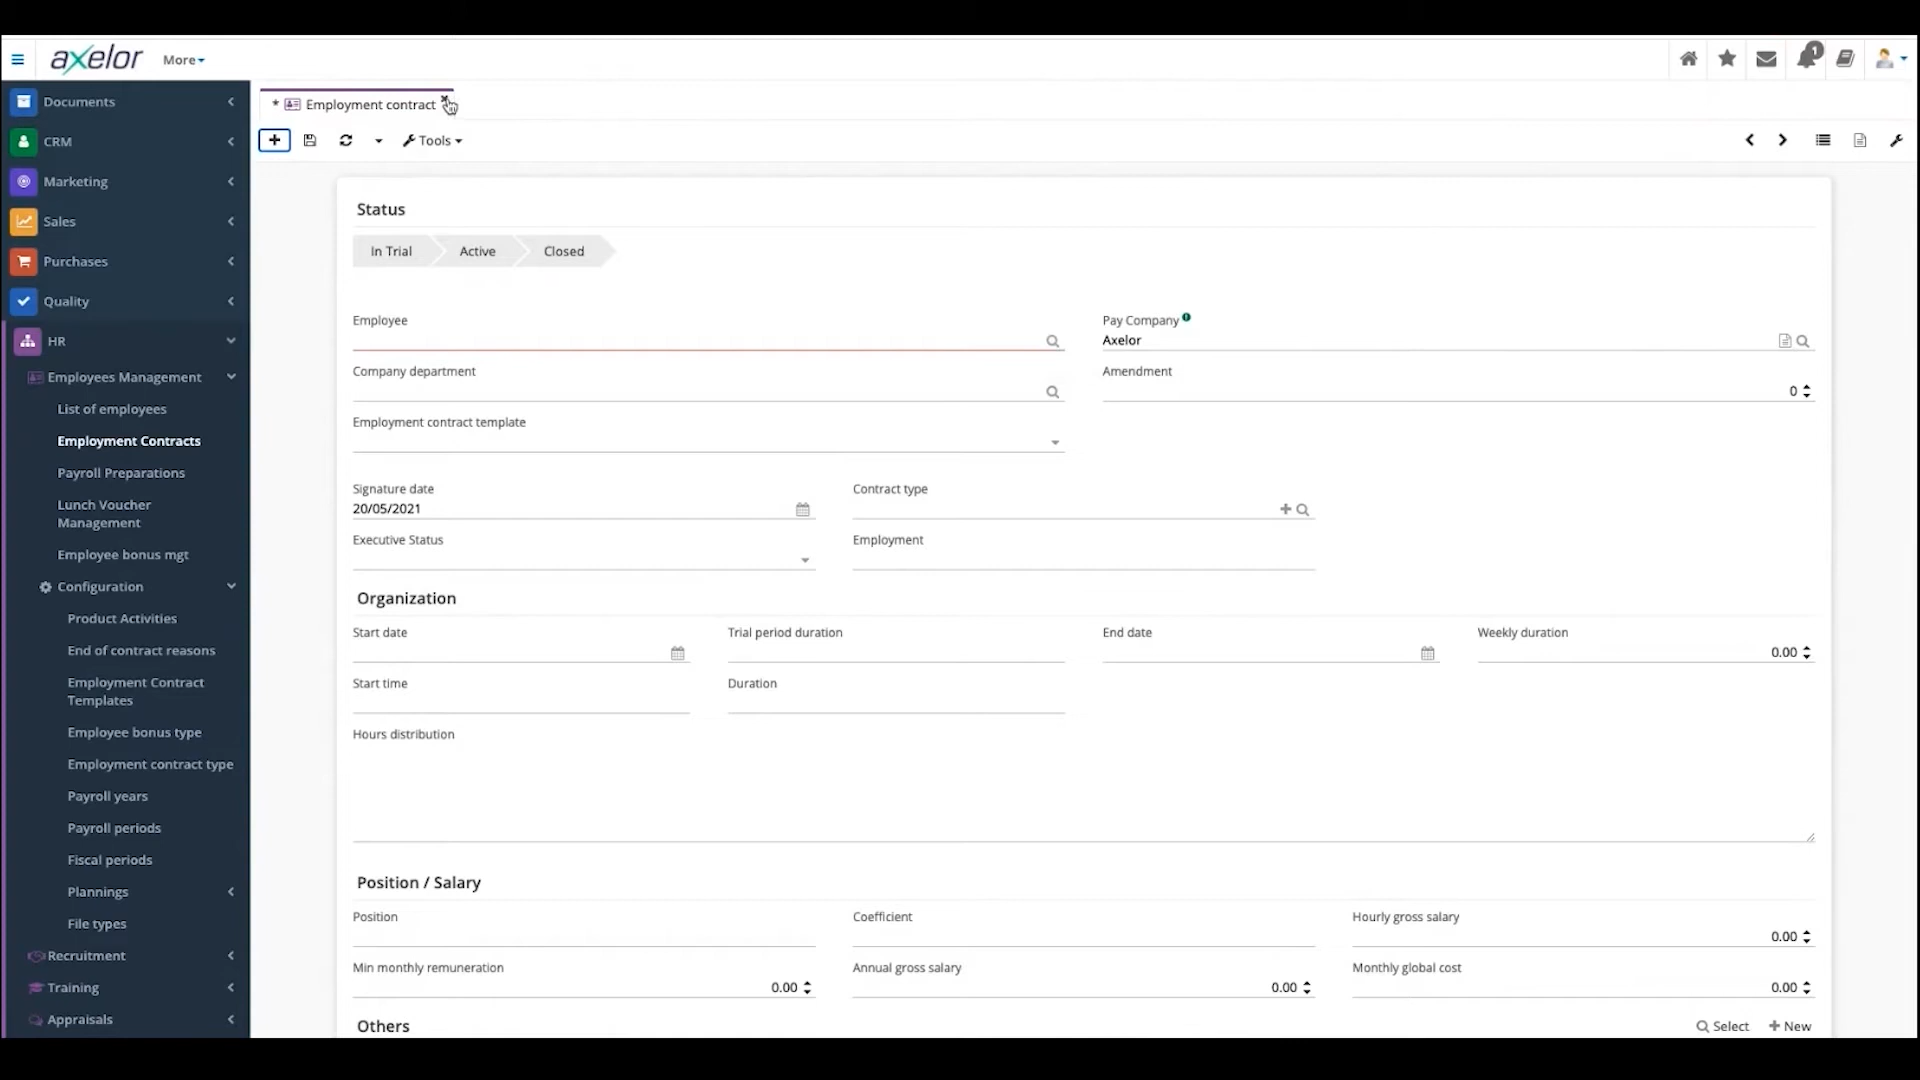 axelor More
1
Documents
CRM
Marketing
Sales
Purchases
Quality
HR
Employees Management
List of employees
Employment Contracts
Payroll Preparations
Lunch Voucher
Management
Employee bonus mgt
Configuration
Product Activities
End of contract reasons
Employment Contract
Templates
Employee bonus type
Employment contract type
Payroll years
Payroll periods
Fiscal periods
Plannings
File types
Recruitment
Training
Appraisals
* Employment contract
Tools
Status
In Trial Active Closed
Employee Pay Company
Axelor
Company department Amendment
0
Employment contract template
Signature date Contract type
20/05/2021
Executive Status Employment
Organization
Start date Trial period duration End date Weekly duration
0.00
Start time Duration
Hours distribution
Position / Salary
Position Coefficient Hourly gross salary
0.00
Min monthly remuneration Annual gross salary Monthly global cost
0.00 0.00 0.00
Others Select New